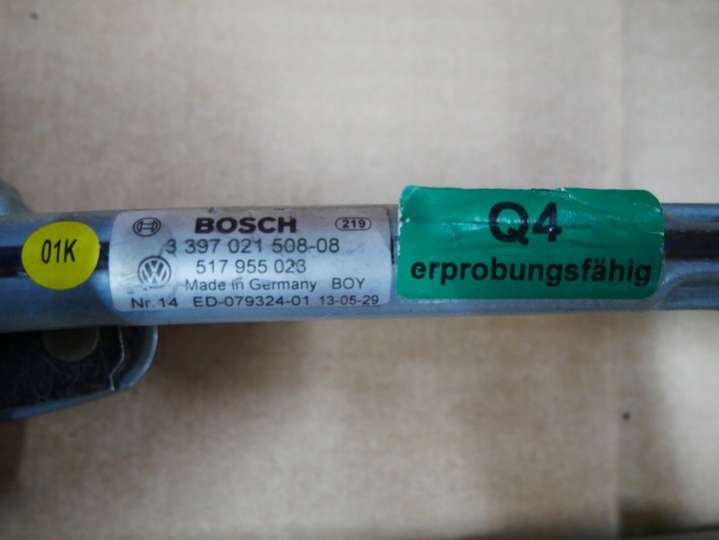 01K
BOSCH 219
3 397 021 508-08
517 955 023
Made in Germany BOY
Nr. 14 ED-079324-01 13-05-29
Q4
erprobungsfähig